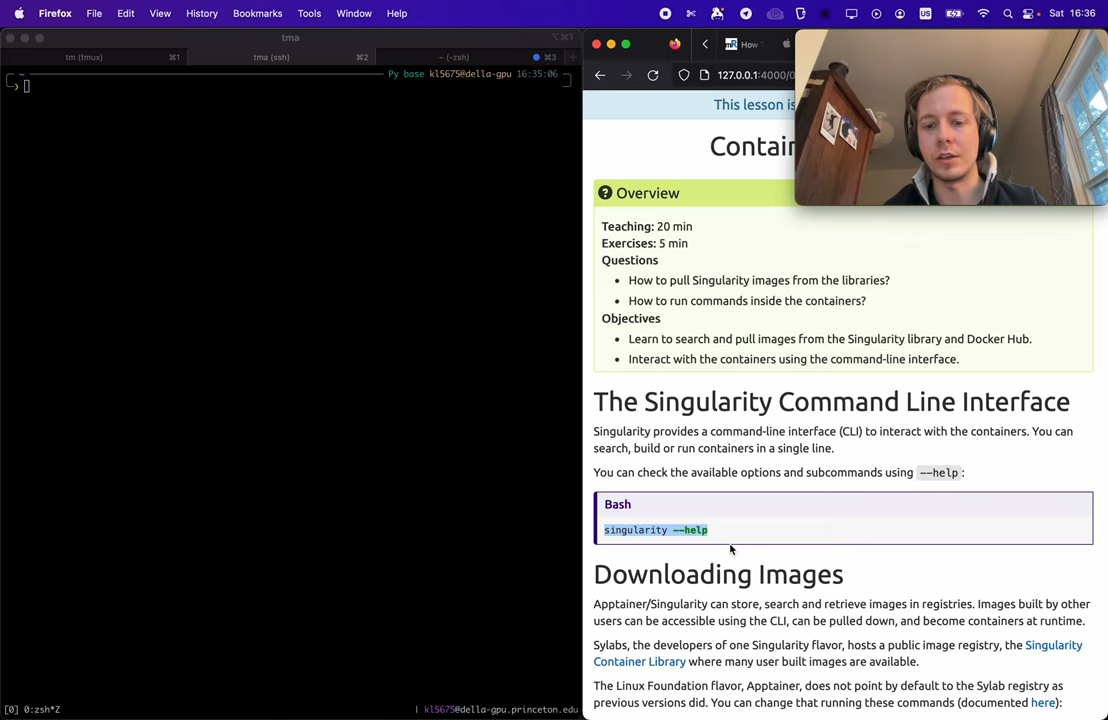 Firefox File Edit View History Bookmarks Tools Window Help
US
Sat 16:36
tma
⌥⌘1
tm (tmux) ⌘1
tma (ssh) ⌘2
~ (-zsh) ⌘3
How
~
Py base kl5675@della-gpu 16:35:06
❯
[0] 0:zsh*Z
| kl5675@della-gpu.princeton.edu
127.0.0.1:4000/0
This lesson is
Contain
Overview
Teaching: 20 min
Exercises: 5 min
Questions
• How to pull Singularity images from the libraries?
• How to run commands inside the containers?
Objectives
• Learn to search and pull images from the Singularity library and Docker Hub.
• Interact with the containers using the command-line interface.
The Singularity Command Line Interface
Singularity provides a command-line interface (CLI) to interact with the containers. You can
search, build or run containers in a single line.
You can check the available options and subcommands using --help:
Bash
singularity --help
Downloading Images
Apptainer/Singularity can store, search and retrieve images in registries. Images built by other
users can be accessible using the CLI, can be pulled down, and become containers at runtime.
Sylabs, the developers of one Singularity flavor, hosts a public image registry, the Singularity
Container Library where many user built images are available.
The Linux Foundation flavor, Apptainer, does not point by default to the Sylab registry as
previous versions did. You can change that running these commands (documented here):